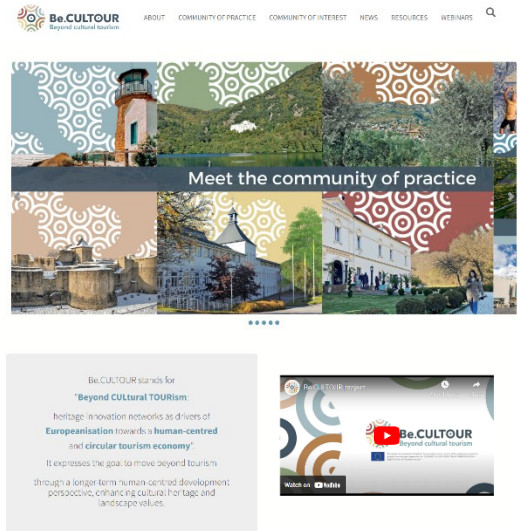 Be.CULTOUR
Beyond cultural tourism
ABOUT
COMMUNITY OF PRACTICE
COMMUNITY OF INTEREST
NEWS
RESOURCES
WEBINARS
Meet the community of practice
Be.CULTOUR stands for
"Beyond CULtural TOURism:
heritage innovation networks as drivers of
Europeanisation towards a human-centred
and circular tourism economy"
It expresses the goal to move beyond tourism
through a longer-term human-centred development
perspective, enhancing cultural heritage and
landscape values.
Be.CULTOUR project
Be.CULTOUR
Beyond cultural tourism
Watch on YouTube